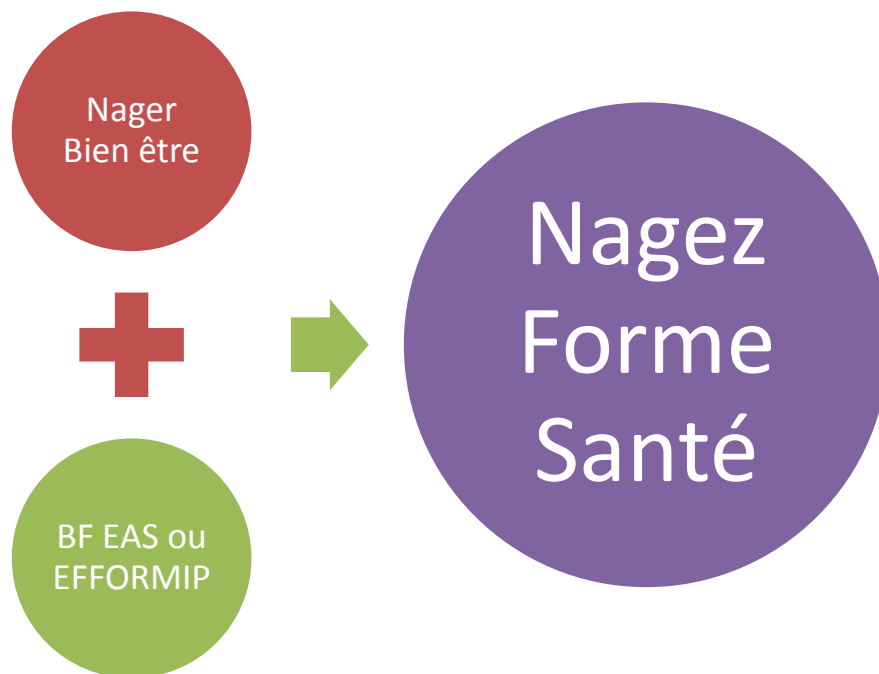 Nager
Bien être
BF EAS ou
EFFORMIP
Nagez
Forme
Santé